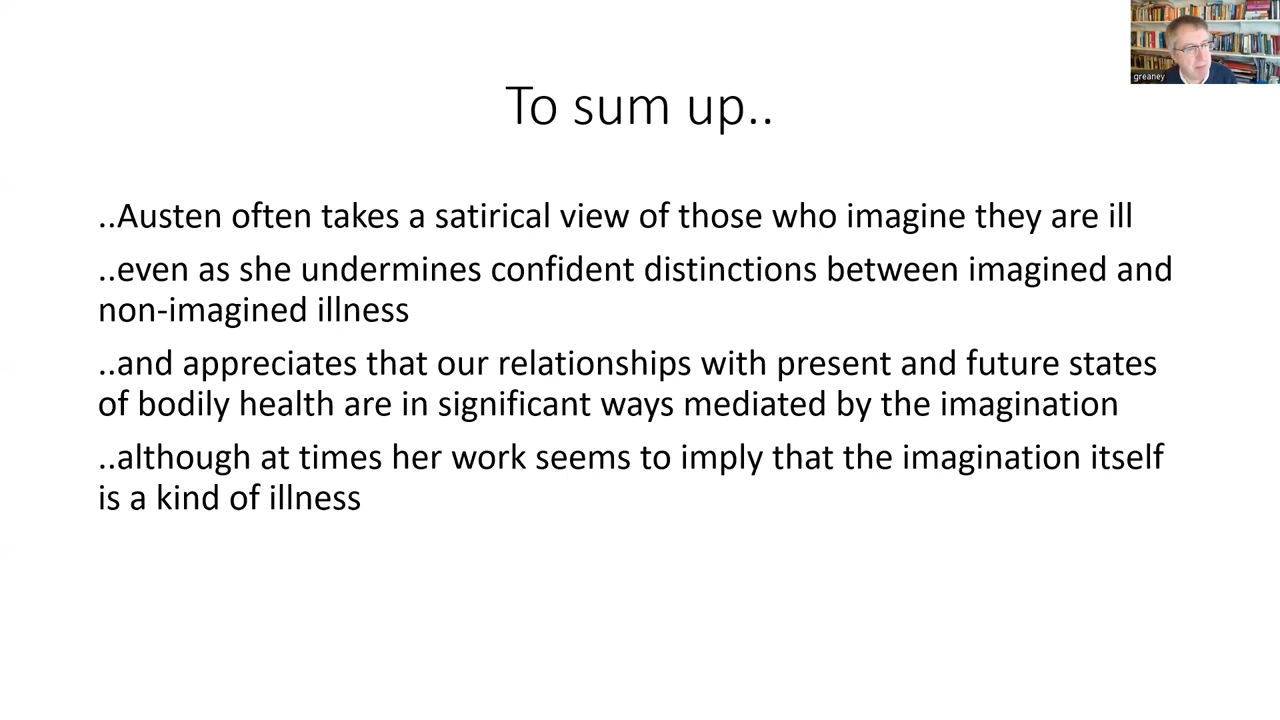 greaney
To sum up..
..Austen often takes a satirical view of those who imagine they are ill
..even as she undermines confident distinctions between imagined and
non-imagined illness
..and appreciates that our relationships with present and future states
of bodily health are in significant ways mediated by the imagination
..although at times her work seems to imply that the imagination itself
is a kind of illness